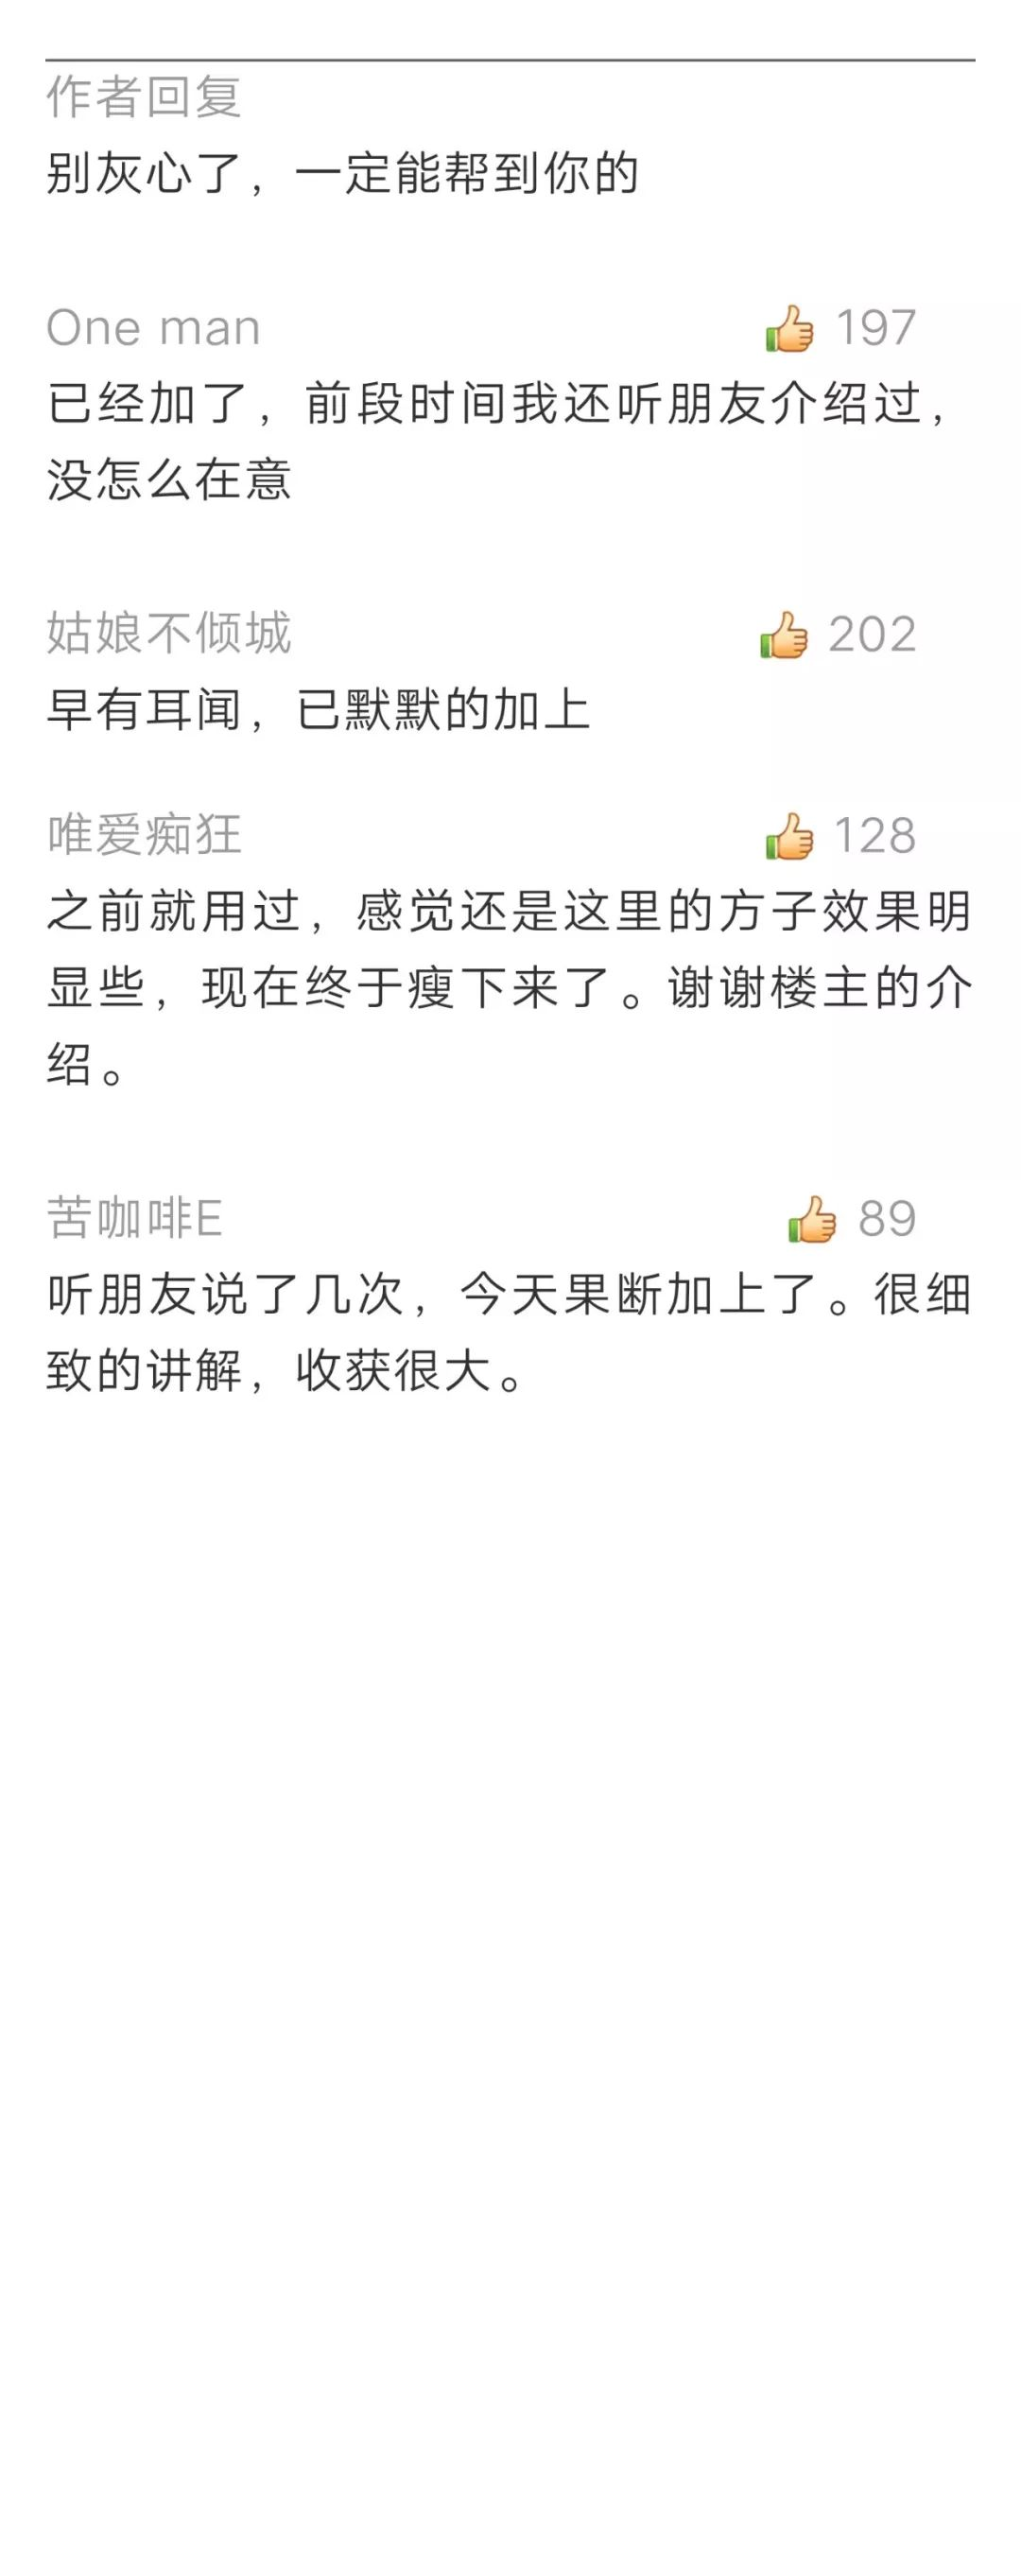 作者回复
别灰心了，一定能帮到你的
One man 197
已经加了，前段时间我还听朋友介绍过，
没怎么在意
姑娘不倾城 202
早有耳闻，已默默的加上
唯爱痴狂 128
之前就用过，感觉还是这里的方子效果明
显些，现在终于瘦下来了。谢谢楼主的介
绍。
苦咖啡E 89
听朋友说了几次，今天果断加上了。很细
致的讲解，收获很大。